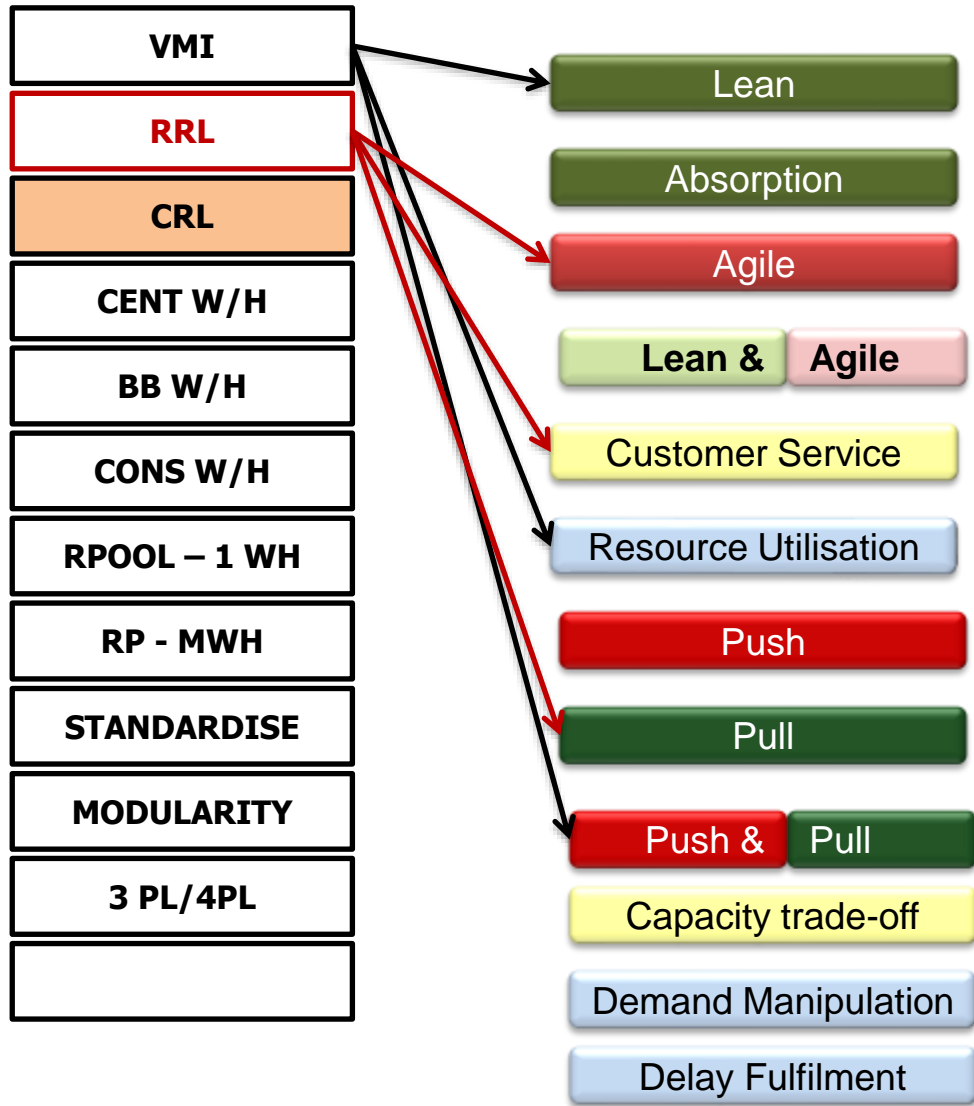 VMI
RRL
CRL
CENT W/H
BB W/H
CONS W/H
RPOOL – 1 WH
RP - MWH
STANDARDISE
MODULARITY
3 PL/4PL
Lean
Absorption
Agile
Lean & Agile
Customer Service
Resource Utilisation
Push
Pull
Push & Pull
Capacity trade-off
Demand Manipulation
Delay Fulfilment